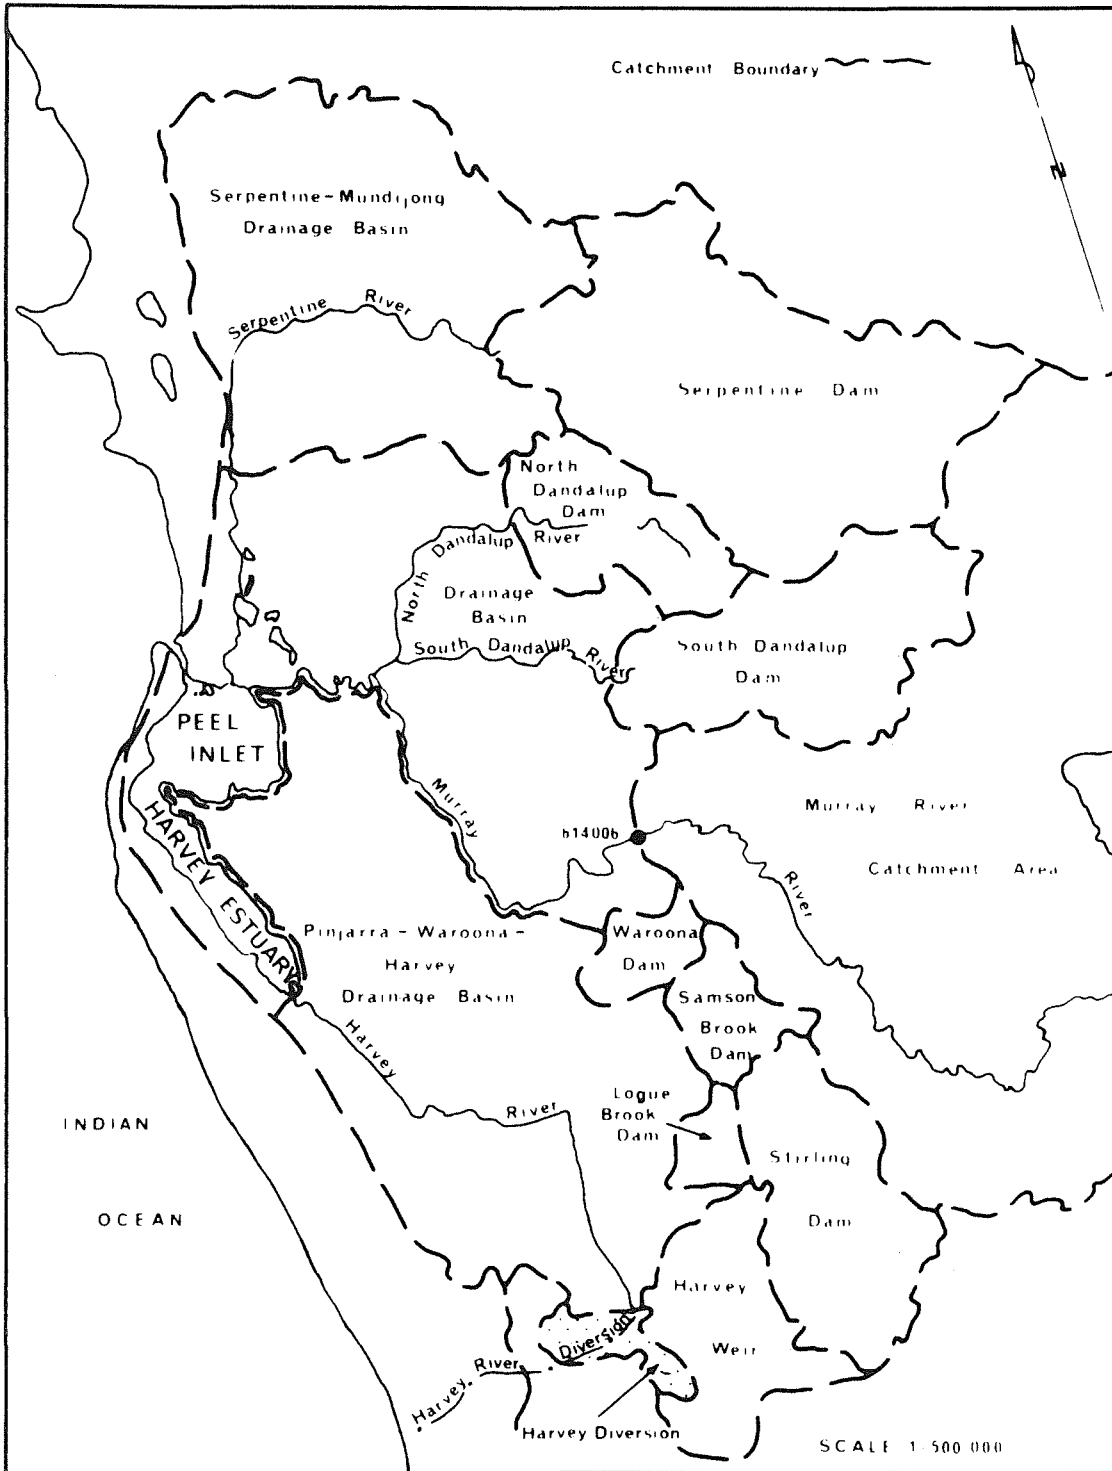 Catchment Boundary
N
Serpentine-Mundijong
Drainage Basin
Serpentine River
Serpentine Dam
North
Dandalup
Dam
North Dandalup River
Drainage
Basin
South Dandalup River
South Dandalup
Dam
PEEL
INLET
HARVEY ESTUARY
Murray
614006
Murray River
Catchment Area
River
Pinjarra-Waroona-
Harvey
Drainage Basin
Waroona
Dam
Samson
Brook
Dam
Harvey
River
Logue
Brook
Dam
Stirling
Dam
INDIAN
OCEAN
Harvey
Weir
Harvey River Diversion
Harvey Diversion
SCALE 1:500 000